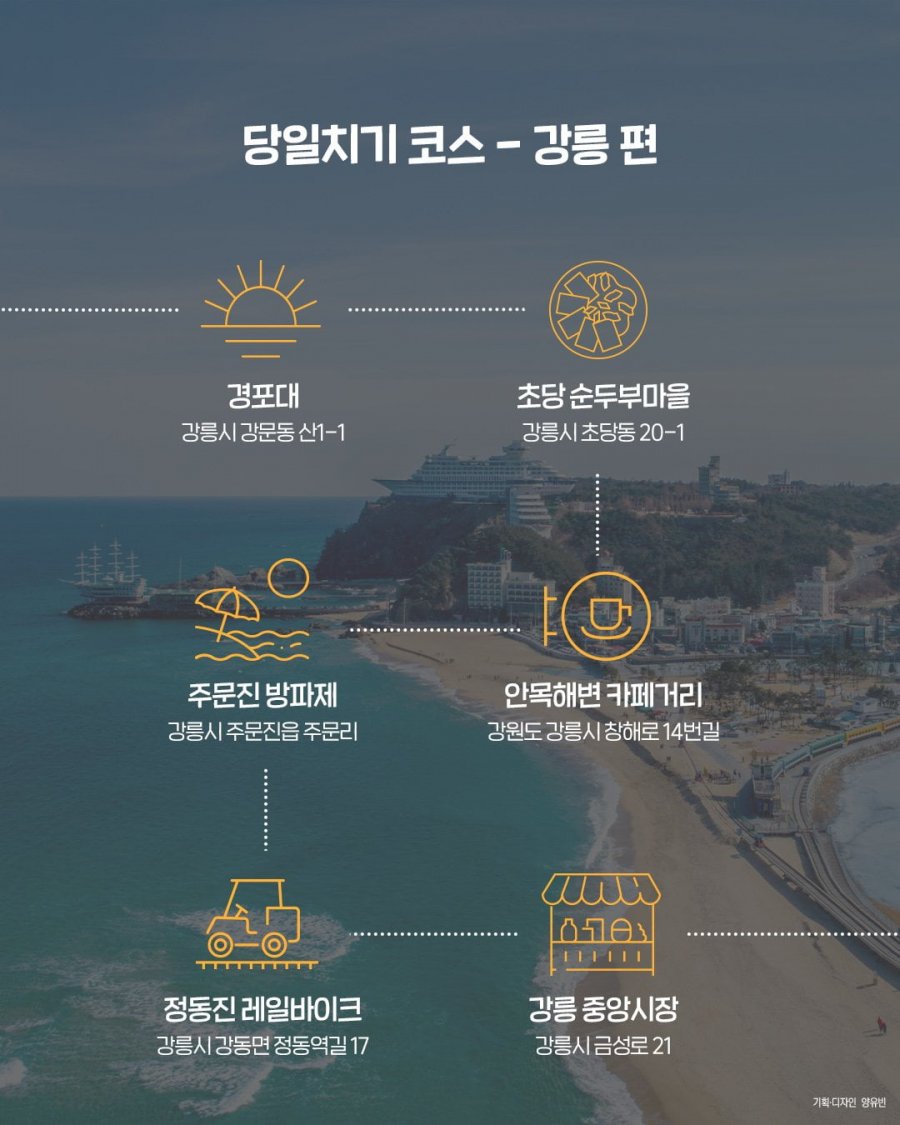 당일치기 코스 - 강릉 편
경포대
강릉시 강문동 산1-1
초당 순두부마을
강릉시 초당동 20-1
안목해변 카페거리
강원도 강릉시 창해로 14번길
주문진 방파제
강릉시 주문진읍 주문리
정동진 레일바이크
강릉시 강동면 정동역길 17
강릉 중앙시장
강릉시 금성로 21
기획·디자인 양유빈